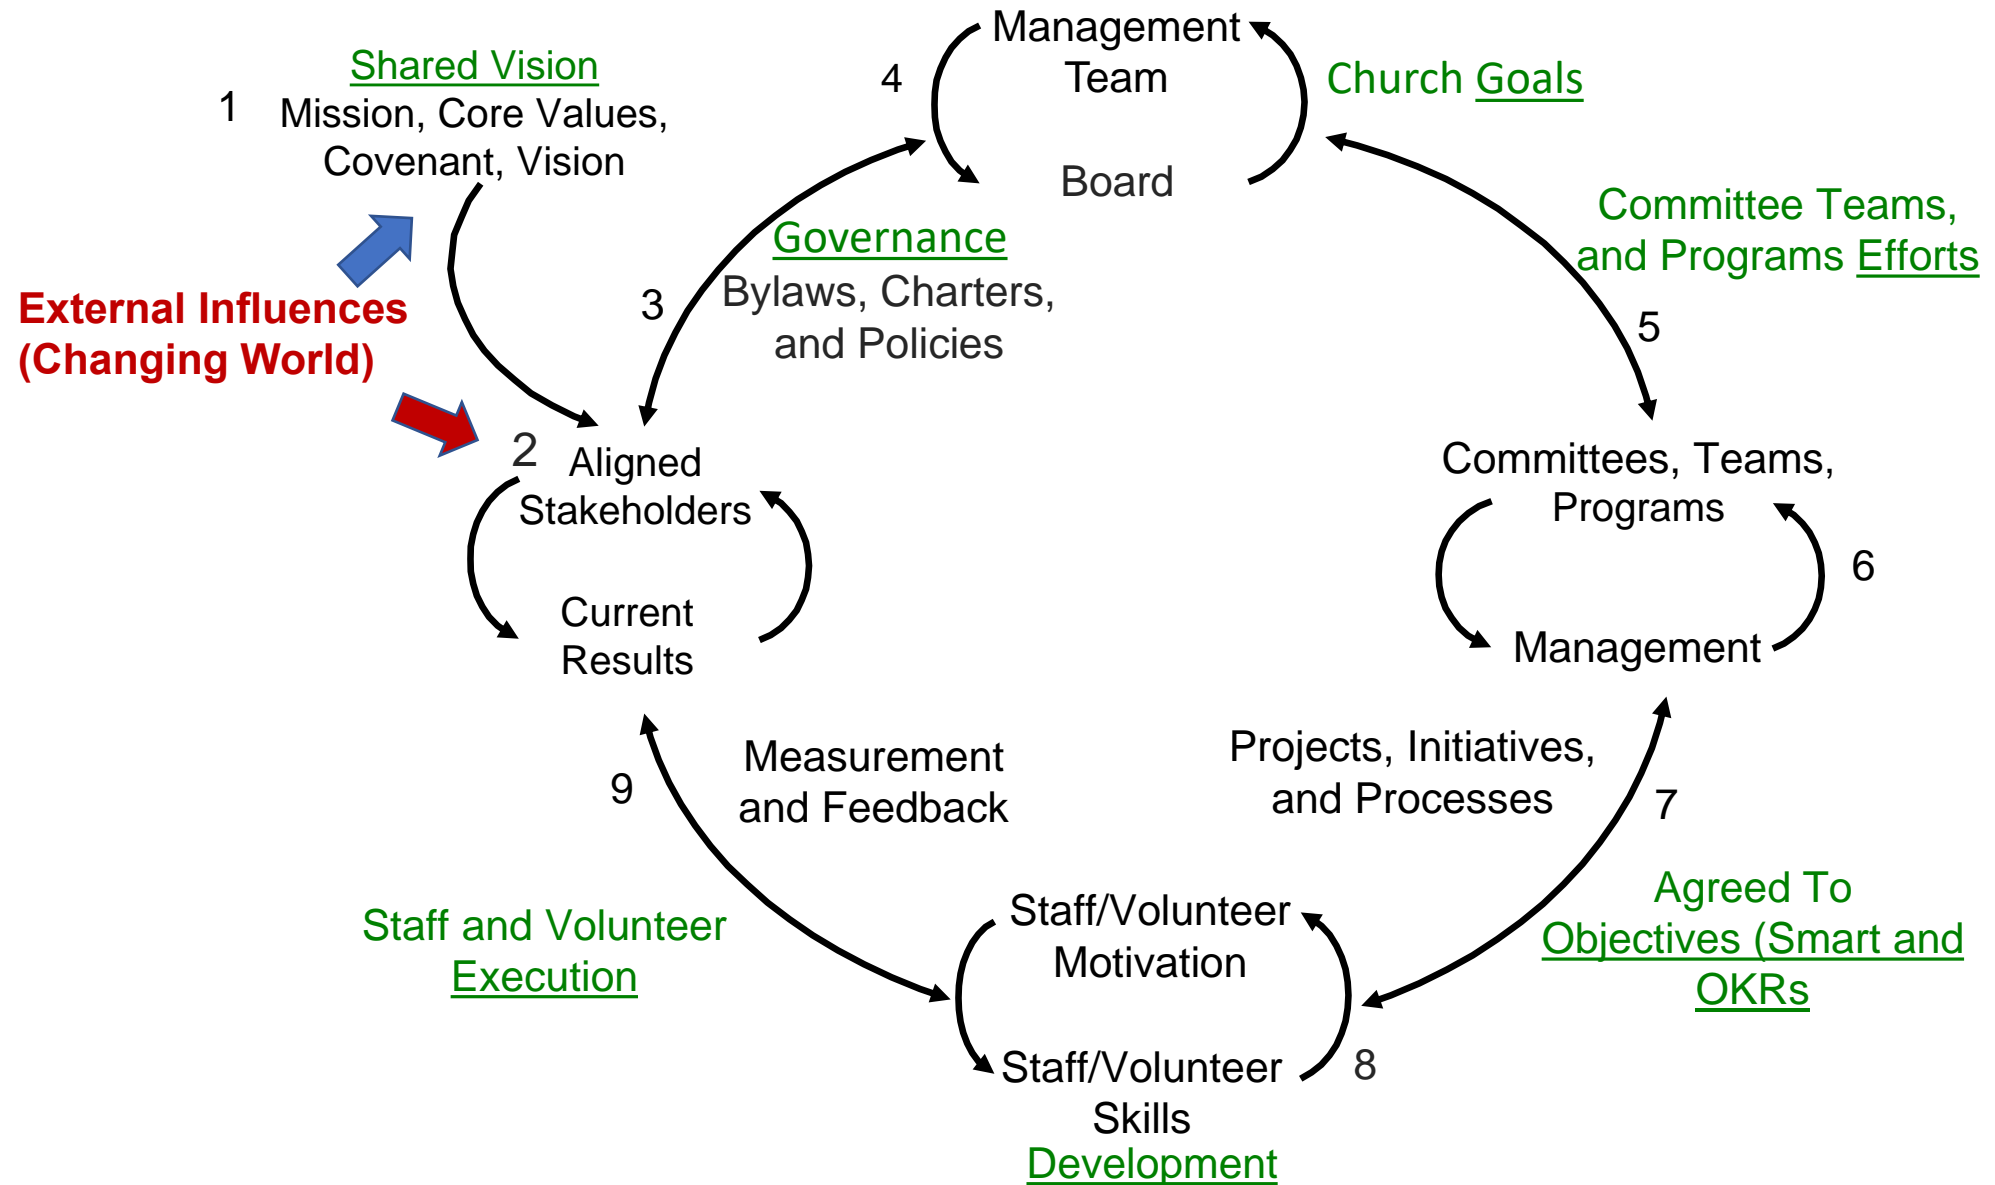 1
Shared Vision
Mission, Core Values,
Covenant, Vision
External Influences
(Changing World)
2
Aligned
Stakeholders
Current
Results
3
Governance
Bylaws, Charters,
and Policies
4
Management
Team
Board
Church Goals
Committee Teams,
and Programs Efforts
5
Committees, Teams,
Programs
Management
6
Projects, Initiatives,
and Processes
7
Agreed To
Objectives (Smart and
OKRs
Staff/Volunteer
Motivation
Staff/Volunteer
Skills
Development
8
9
Measurement
and Feedback
Staff and Volunteer
Execution